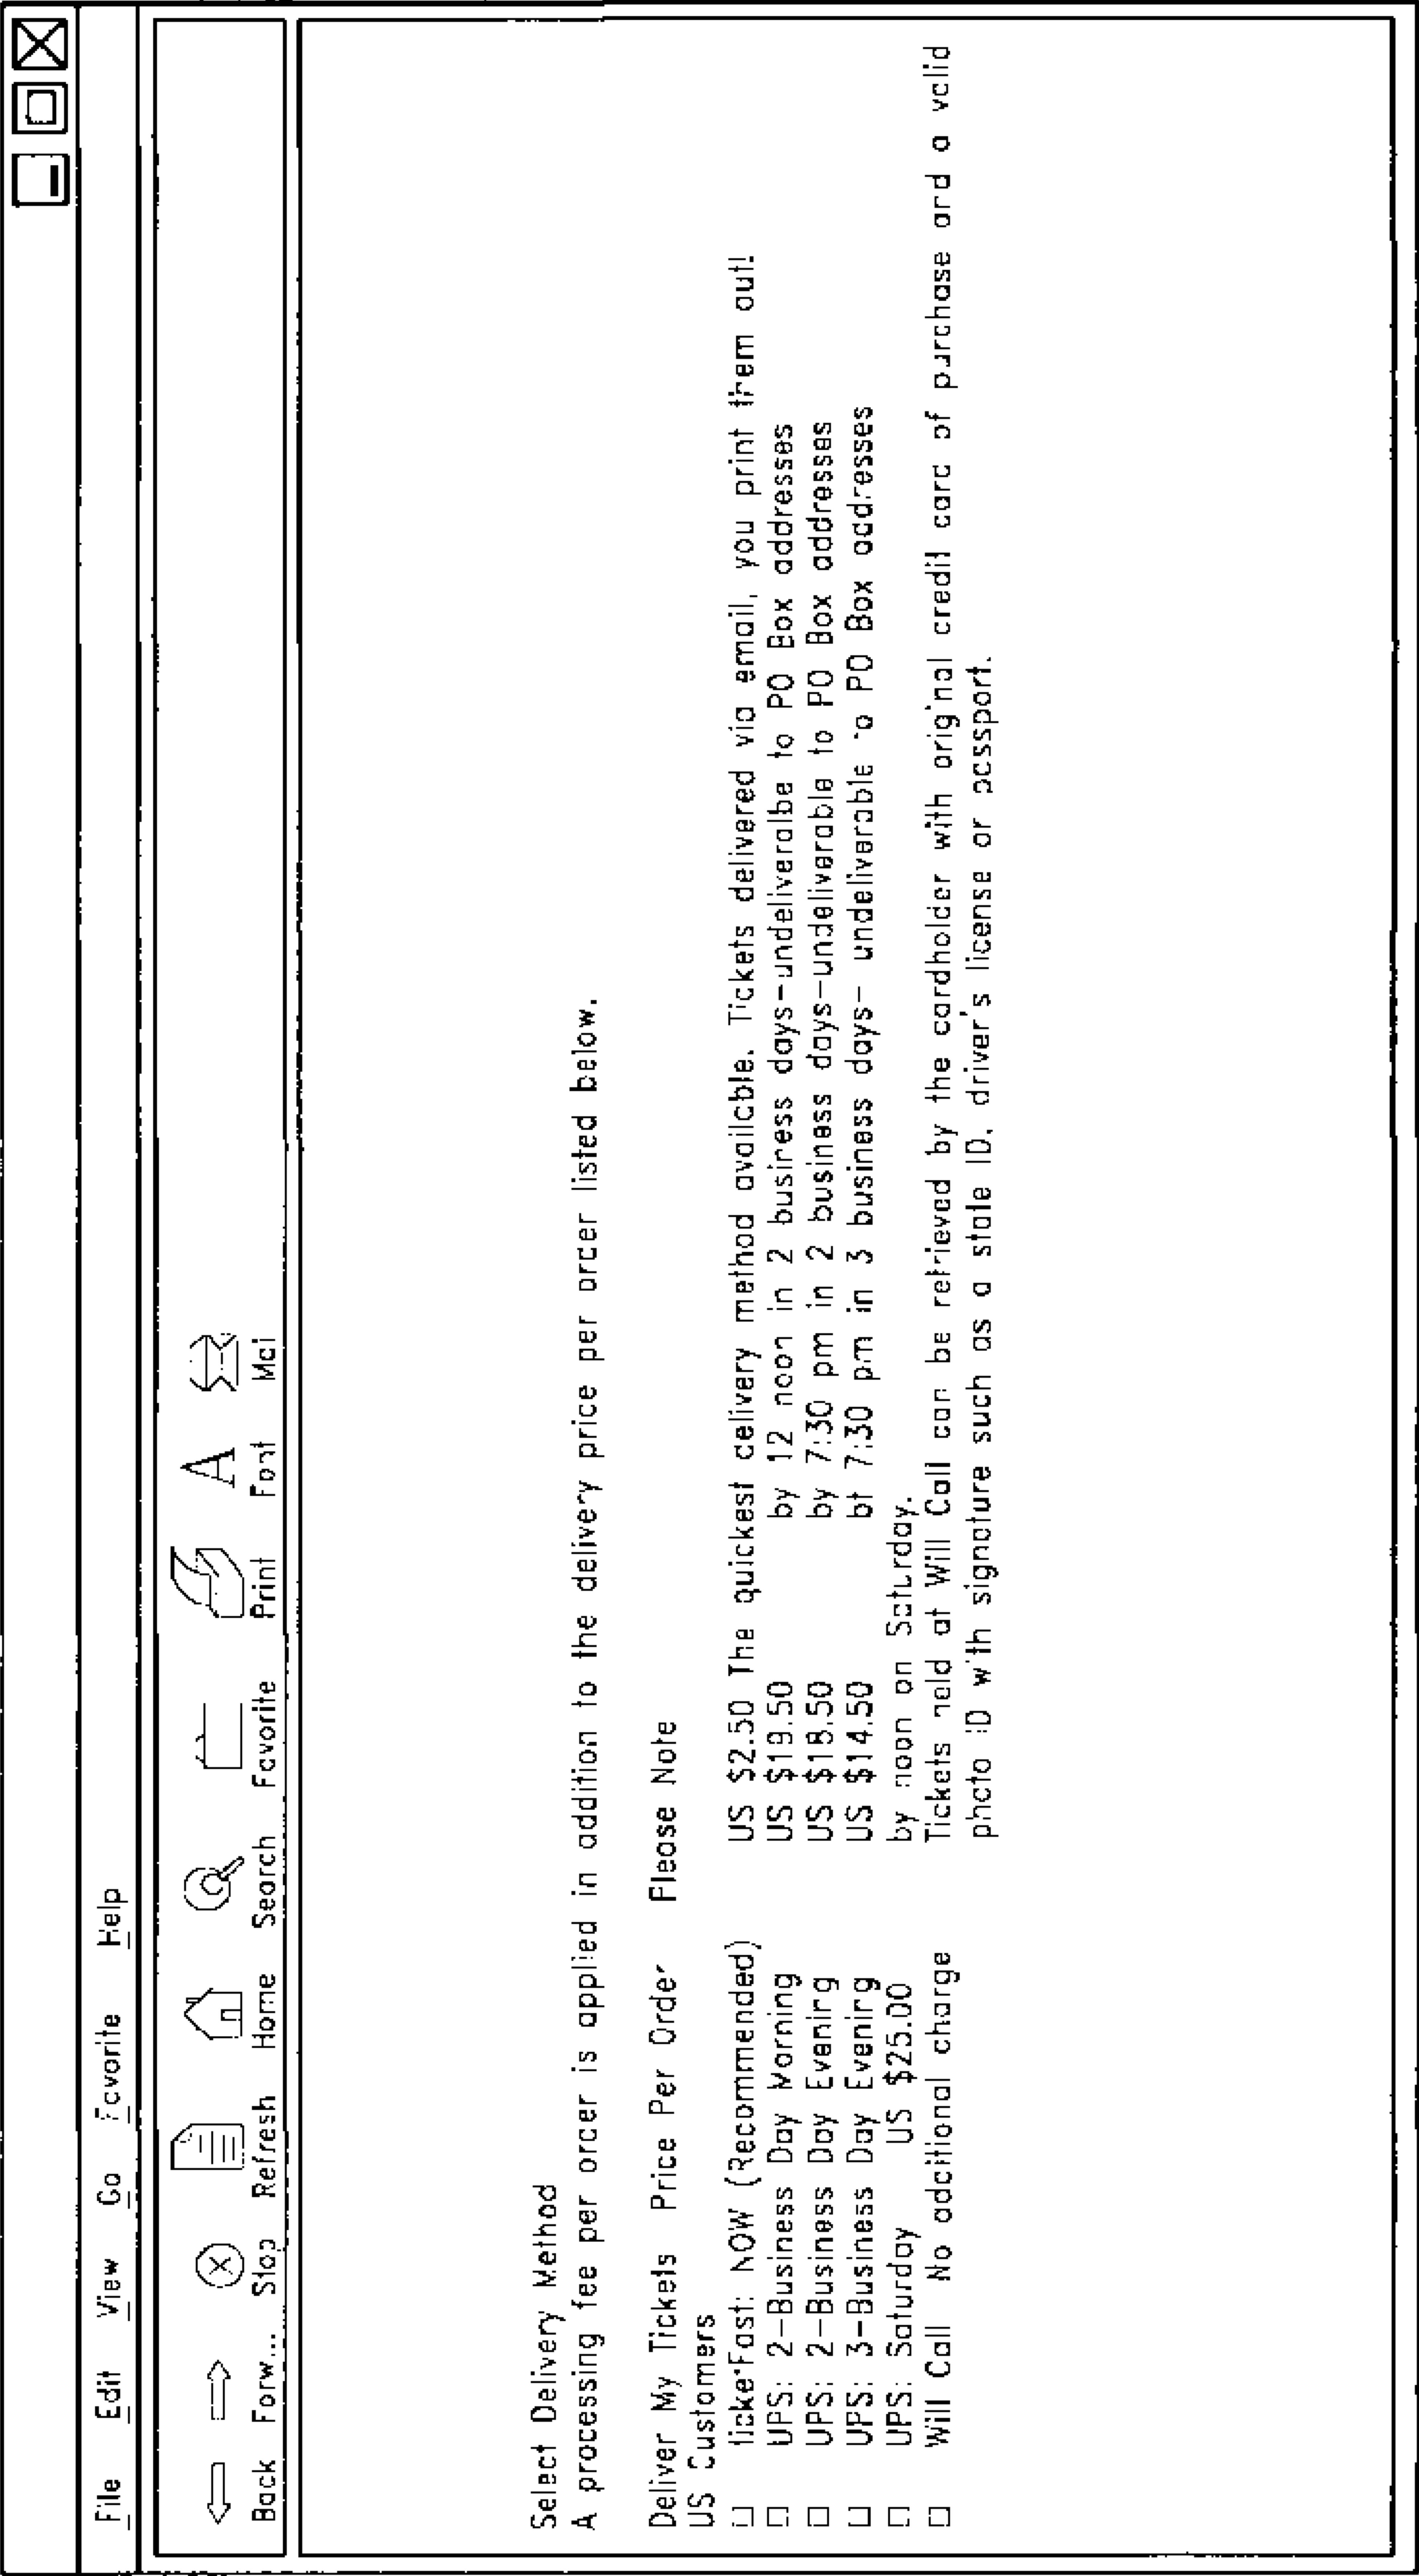 File Edit View Go Favorite Help
Back Forw... Stop Refresh Home Search Favorite Print Font Mail
Select Delivery Method
A processing fee per order is applied in addition to the delivery price per order listed below.
Deliver My Tickets Price Per Order Please Note
US Customers
ticketFast: NOW (Recommended) US $2.50 The quickest delivery method available. Tickets delivered via email, you print them out!
UPS: 2-Business Day Morning US $19.50 by 12 noon in 2 business days-undeliveralbe to PO Box addresses
UPS: 2-Business Day Evening US $18.50 by 7:30 pm in 2 business days-undeliverable to PO Box addresses
UPS: 3-Business Day Evening US $14.50 bt 7:30 pm in 3 business days- undeliverable to PO Box addresses
UPS: Saturday US $25.00 by noon on Saturday.
Will Call No additional charge Tickets held at Will Call can be retrieved by the cardholder with original credit card of purchase and a valid
photo ID with signature such as a state ID, driver's license or passport.